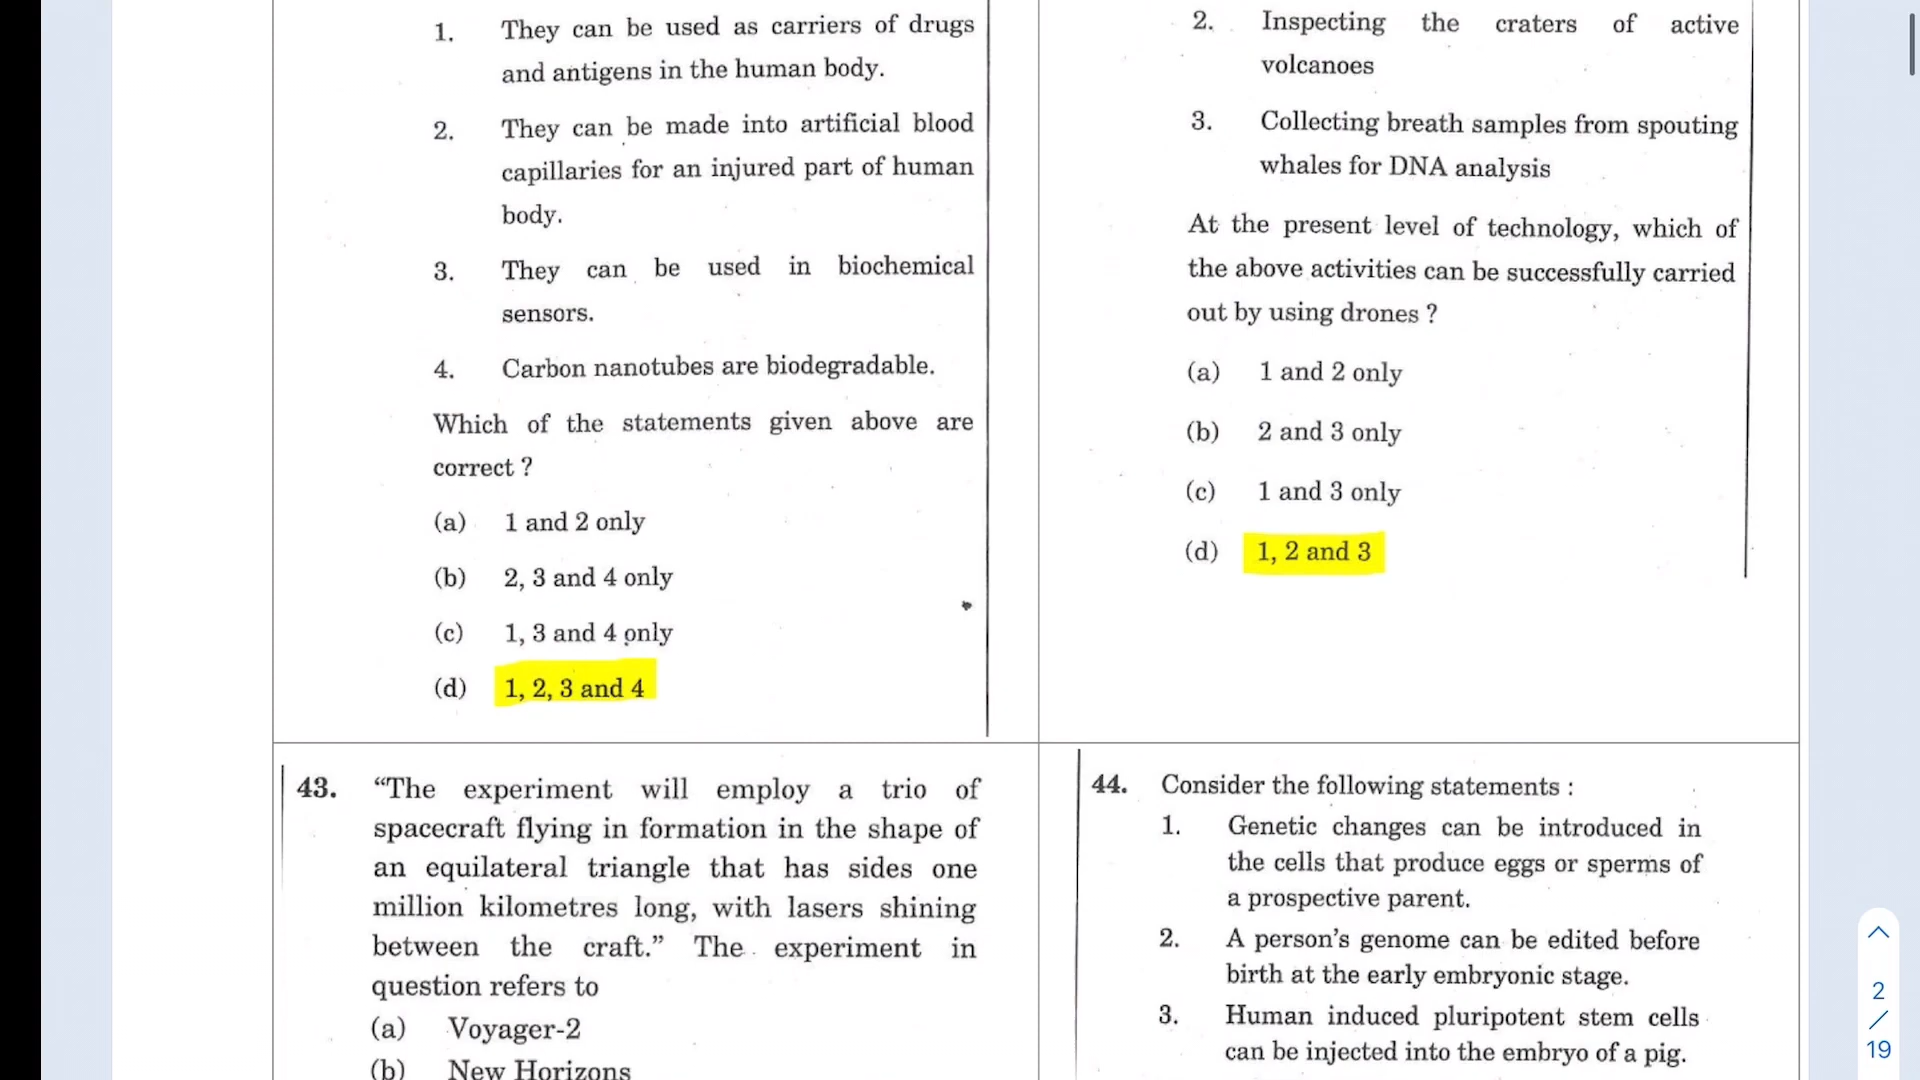 1. They can be used as carriers of drugs
and antigens in the human body.
2. They can be made into artificial blood
capillaries for an injured part of human
body.
3. They can be used in biochemical
sensors.
4. Carbon nanotubes are biodegradable.
Which of the statements given above are
correct ?
(a) 1 and 2 only
(b) 2, 3 and 4 only
(c) 1, 3 and 4 only
(d) 1, 2, 3 and 4
2. Inspecting the craters of active
volcanoes
3. Collecting breath samples from spouting
whales for DNA analysis
At the present level of technology, which of
the above activities can be successfully carried
out by using drones ?
(a) 1 and 2 only
(b) 2 and 3 only
(c) 1 and 3 only
(d) 1, 2 and 3
43. “The experiment will employ a trio of
spacecraft flying in formation in the shape of
an equilateral triangle that has sides one
million kilometres long, with lasers shining
between the craft.” The experiment in
question refers to
(a) Voyager-2
(b) New Horizons
44. Consider the following statements :
1. Genetic changes can be introduced in
the cells that produce eggs or sperms of
a prospective parent.
2. A person’s genome can be edited before
birth at the early embryonic stage.
3. Human induced pluripotent stem cells
can be injected into the embryo of a pig.
2
/
19